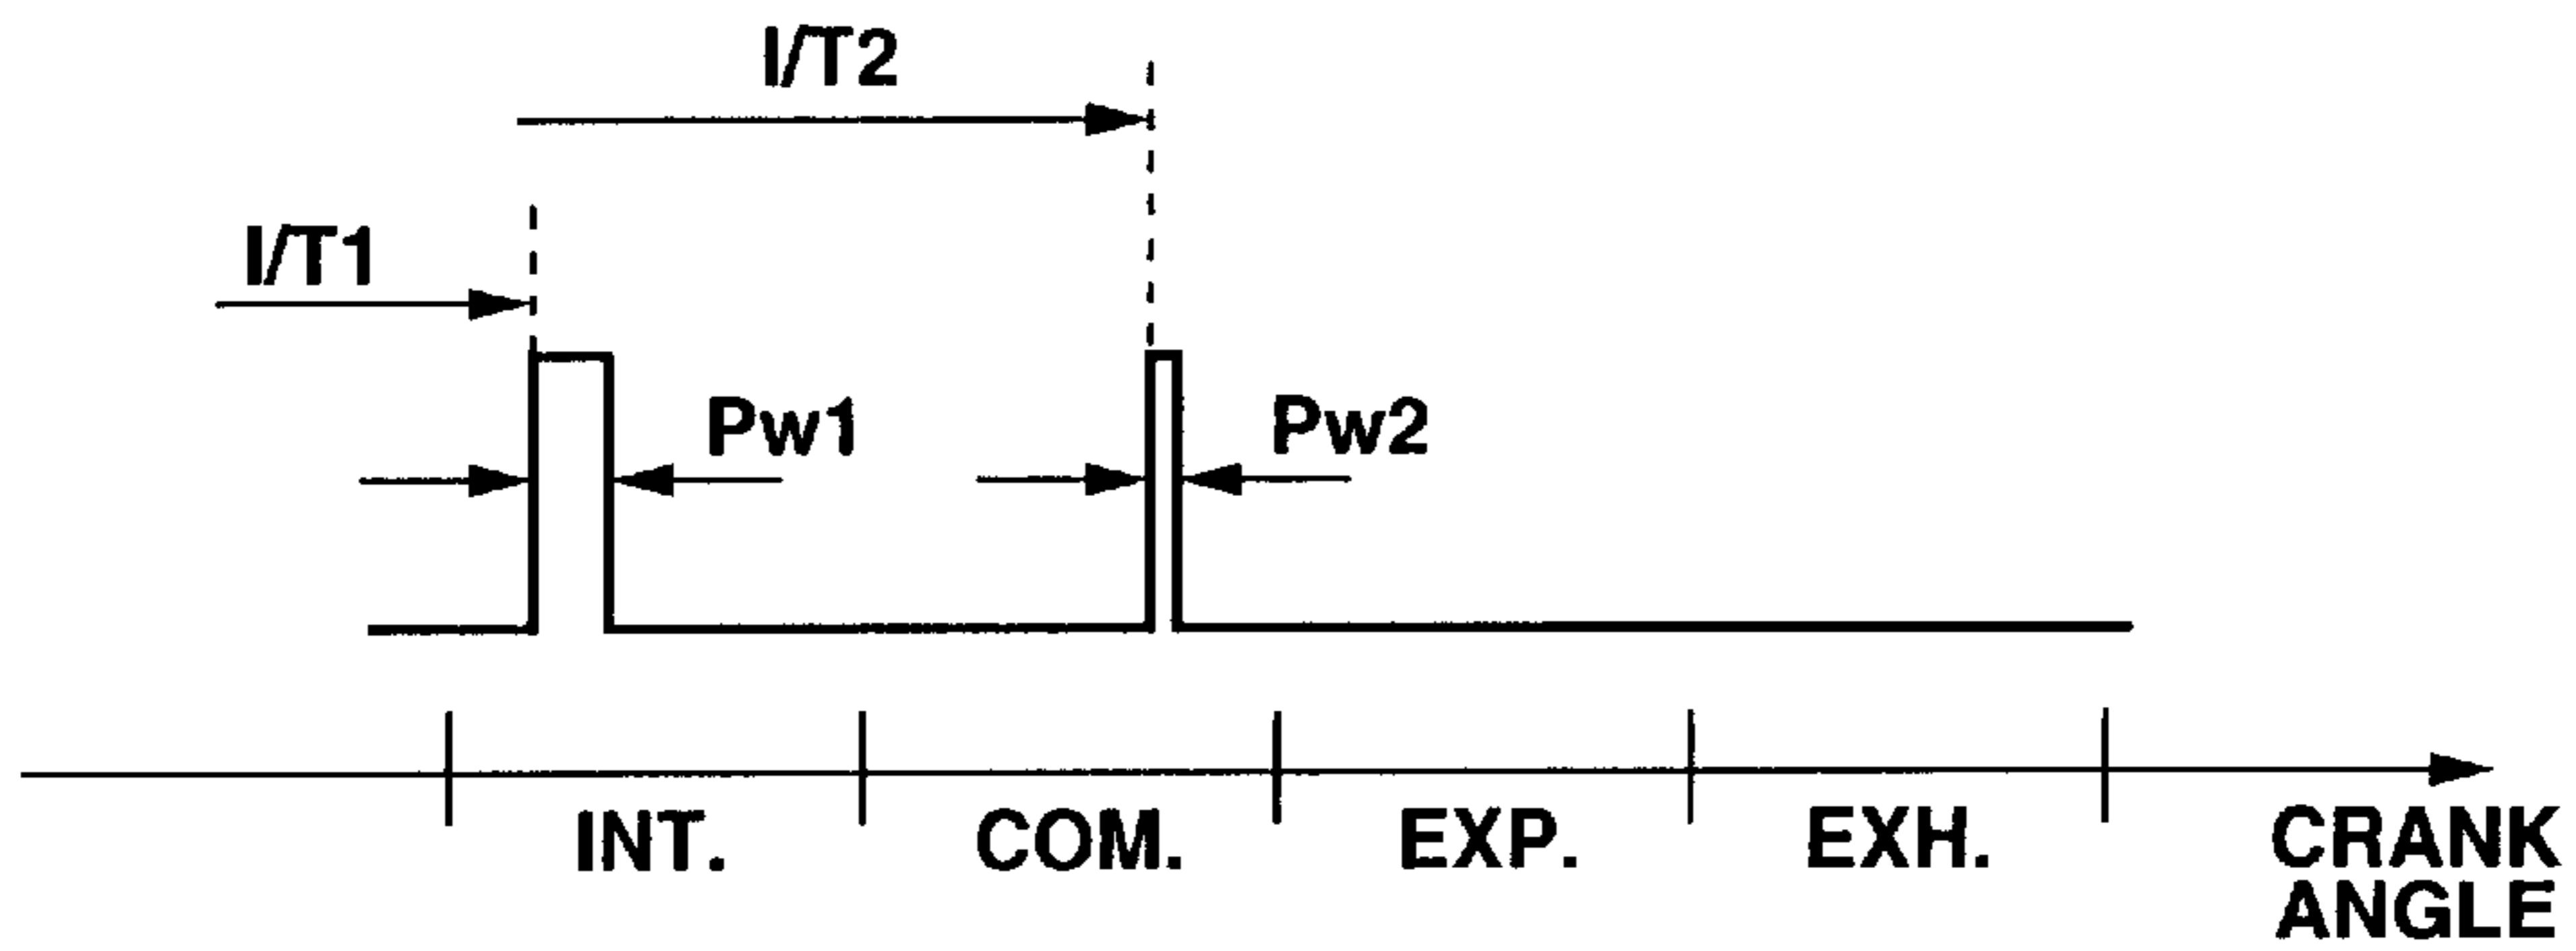 I/T2
I/T1
Pw1
Pw2
INT.
COM.
EXP.
EXH.
CRANK
ANGLE